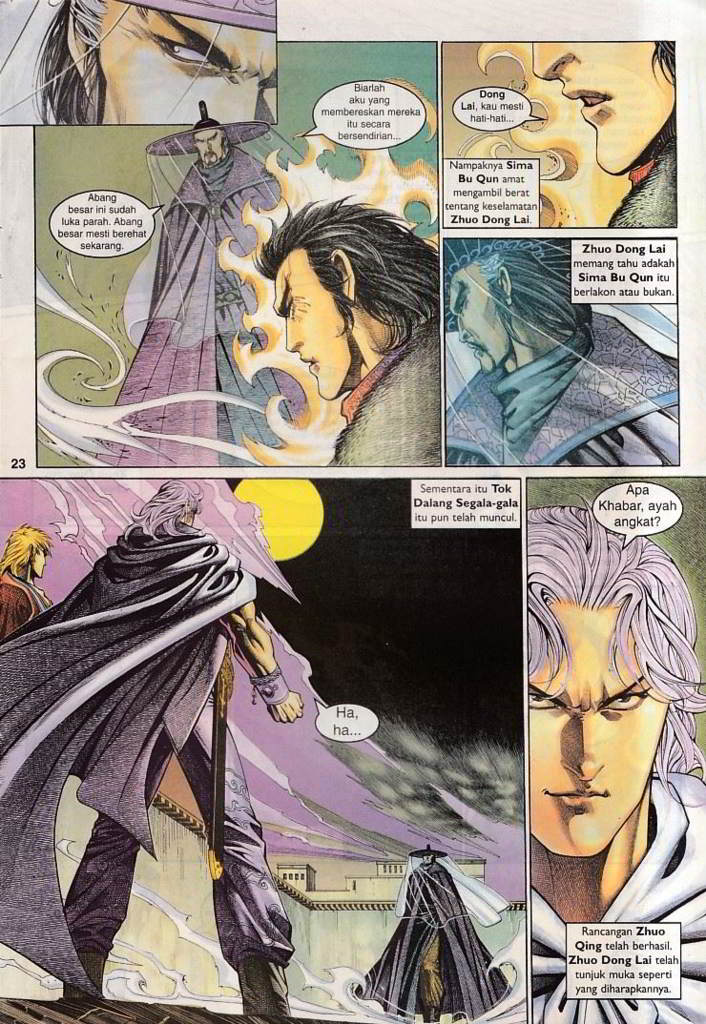 Biarlah
aku yang
membereskan mereka
itu secara
bersendirian...
Abang
besar ini sudah
luka parah. Abang
besar mesti berehat
sekarang.
Dong
Lai, kau mesti
hati-hati...
Nampaknya Sima
Bu Qun amat
mengambil berat
tentang keselamatan
Zhuo Dong Lai.
Zhuo Dong Lai
memang tahu adakah
Sima Bu Qun itu
berlakon atau bukan.
23
Sementara itu Tok
Dalang Segala-gala
itu pun telah muncul.
Ha,
ha...
Apa
Khabar, ayah
angkat?
Rancangan Zhuo
Qing telah berhasil.
Zhuo Dong Lai telah
tunjuk muka seperti
yang diharapkannya.